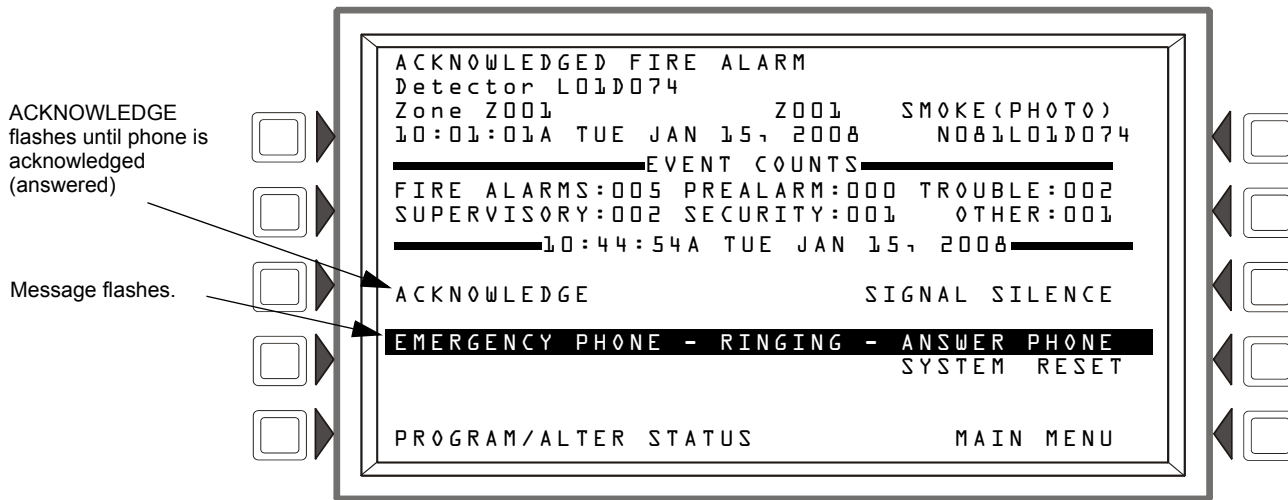 ACKNOWLEDGE
flashes until phone is
acknowledged
(answered)
Message flashes.
ACKNOWLEDGED FIRE ALARM
Detector L01D074
Zone Z001 Z001 SMOKE(PHOTO)
10:01:01A TUE JAN 15, 2008 N081L01D074
EVENT COUNTS
FIRE ALARMS:005 PREALARM:000 TROUBLE:002
SUPERVISORY:002 SECURITY:001 OTHER:001
10:44:54A TUE JAN 15, 2008
ACKNOWLEDGE SIGNAL SILENCE
EMERGENCY PHONE - RINGING - ANSWER PHONE
SYSTEM RESET
PROGRAM/ALTER STATUS MAIN MENU